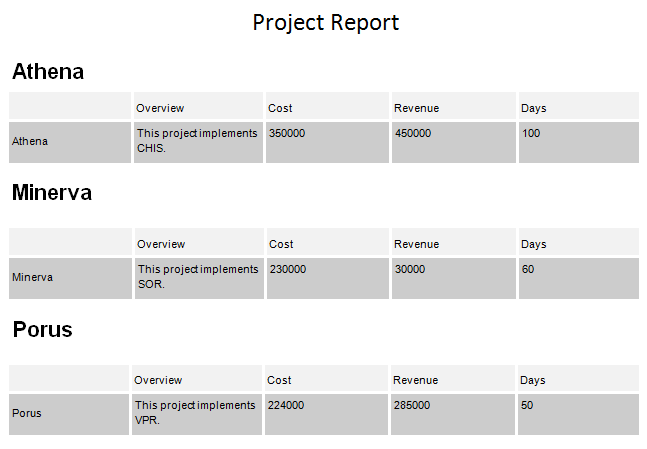 Project Report
Athena
Overview Cost Revenue Days
Athena This project implements 350000 450000 100
CHIS.
Minerva
Overview Cost Revenue Days
Minerva This project implements 230000 30000 60
SOR.
Porus
Overview Cost Revenue Days
Porus This project implements 224000 285000 50
VPR.